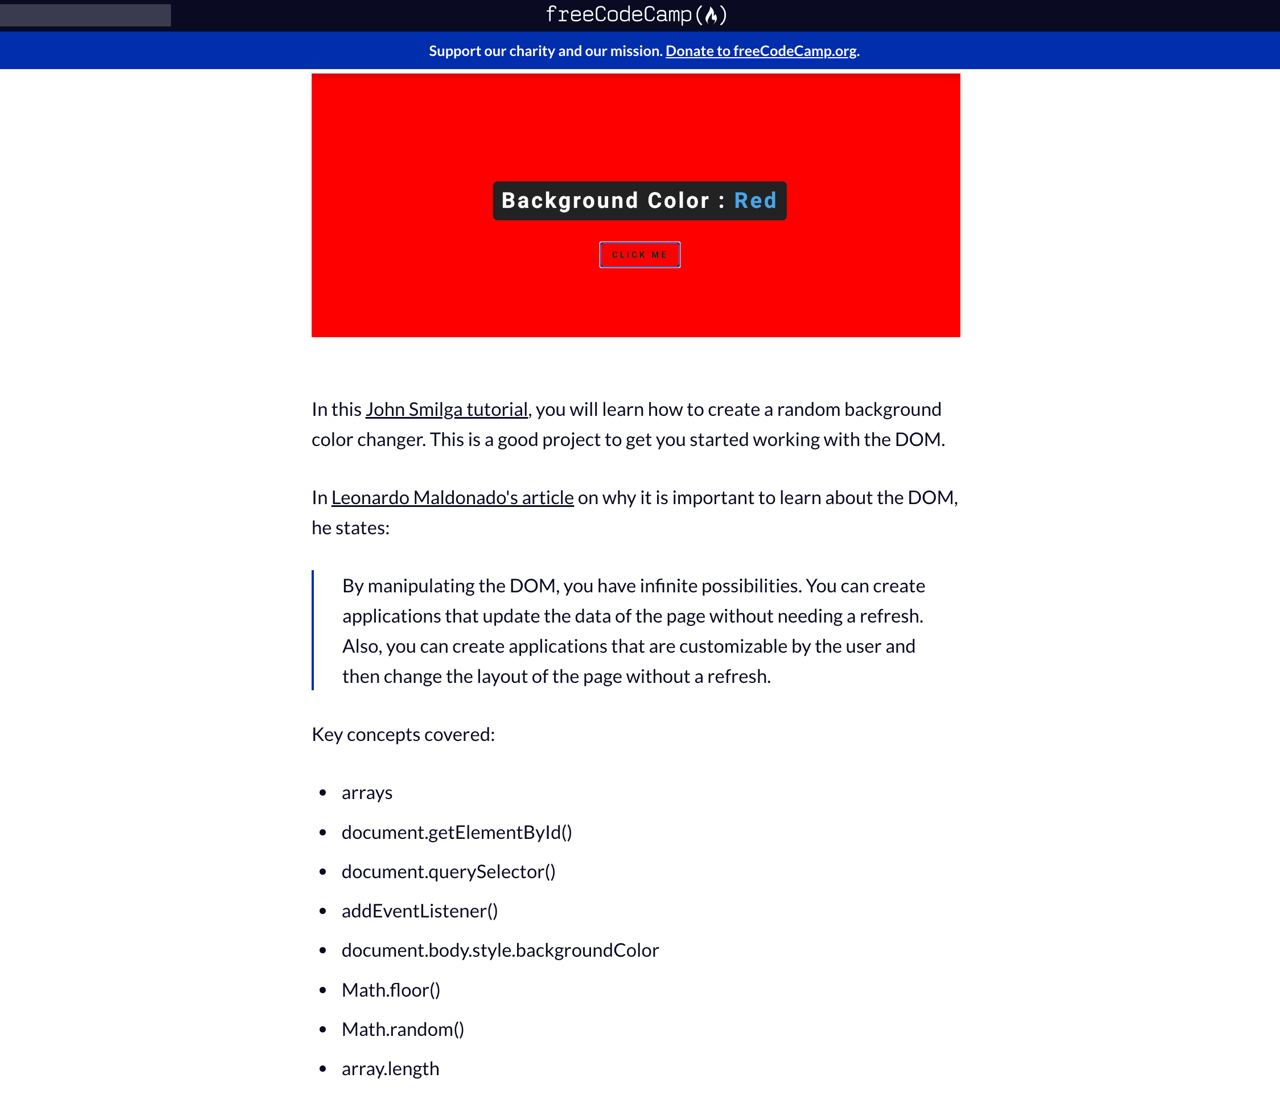 freeCodeCamp(🔥)
Support our charity and our mission. Donate to freeCodeCamp.org.
Background Color : Red
CLICK ME
In this John Smilga tutorial, you will learn how to create a random background
color changer. This is a good project to get you started working with the DOM.
In Leonardo Maldonado's article on why it is important to learn about the DOM,
he states:
By manipulating the DOM, you have infinite possibilities. You can create
applications that update the data of the page without needing a refresh.
Also, you can create applications that are customizable by the user and
then change the layout of the page without a refresh.
Key concepts covered:
• arrays
• document.getElementById()
• document.querySelector()
• addEventListener()
• document.body.style.backgroundColor
• Math.floor()
• Math.random()
• array.length